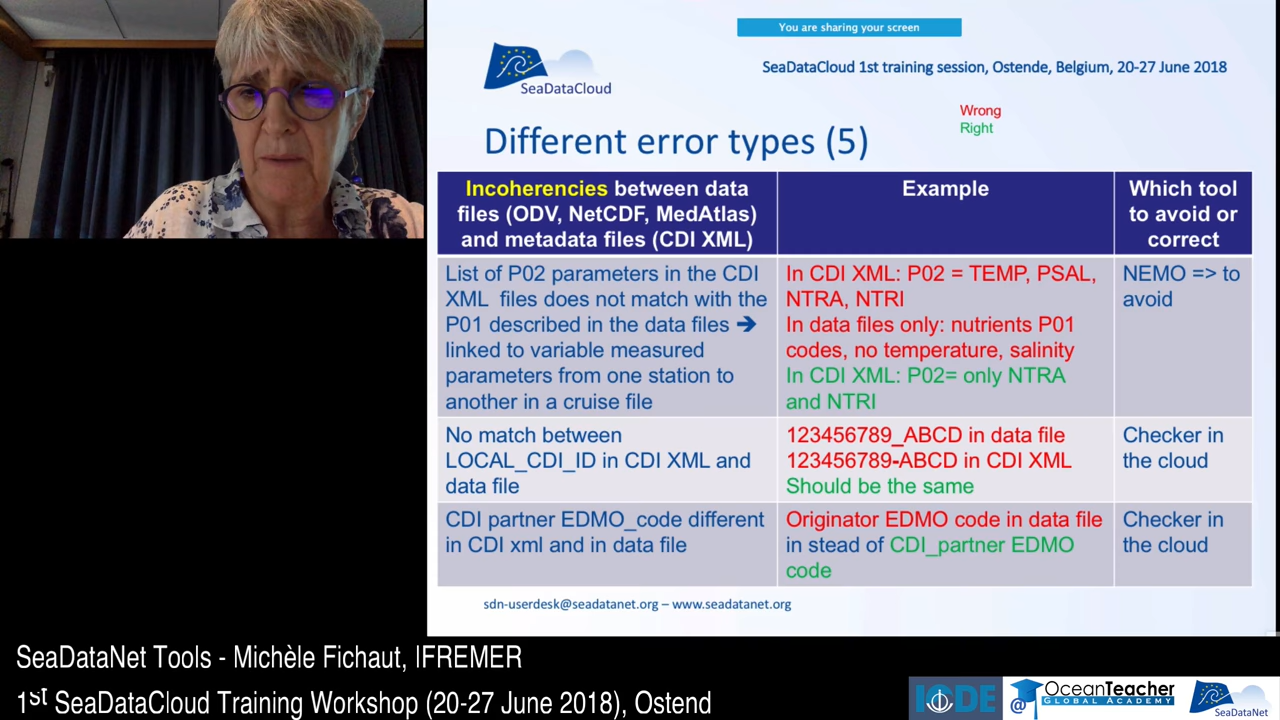 You are sharing your screen
SeaDataCloud
SeaDataCloud 1st training session, Ostende, Belgium, 20-27 June 2018
Wrong
Right
Different error types (5)
Incoherencies between data
files (ODV, NetCDF, MedAtlas)
and metadata files (CDI XML)
Example
Which tool
to avoid or
correct
List of P02 parameters in the CDI
XML files does not match with the
P01 described in the data files ➔
linked to variable measured
parameters from one station to
another in a cruise file
In CDI XML: P02 = TEMP, PSAL,
NTRA, NTRI
In data files only: nutrients P01
codes, no temperature, salinity
In CDI XML: P02= only NTRA
and NTRI
NEMO => to
avoid
No match between
LOCAL_CDI_ID in CDI XML and
data file
123456789_ABCD in data file
123456789-ABCD in CDI XML
Should be the same
Checker in
the cloud
CDI partner EDMO_code different
in CDI xml and in data file
Originator EDMO code in data file
in stead of CDI_partner EDMO
code
Checker in
the cloud
sdn-userdesk@seadatanet.org – www.seadatanet.org
SeaDataNet Tools - Michèle Fichaut, IFREMER
1st SeaDataCloud Training Workshop (20-27 June 2018), Ostend
IODE
@
OceanTeacher
GLOBAL ACADEMY
SeaDataNet